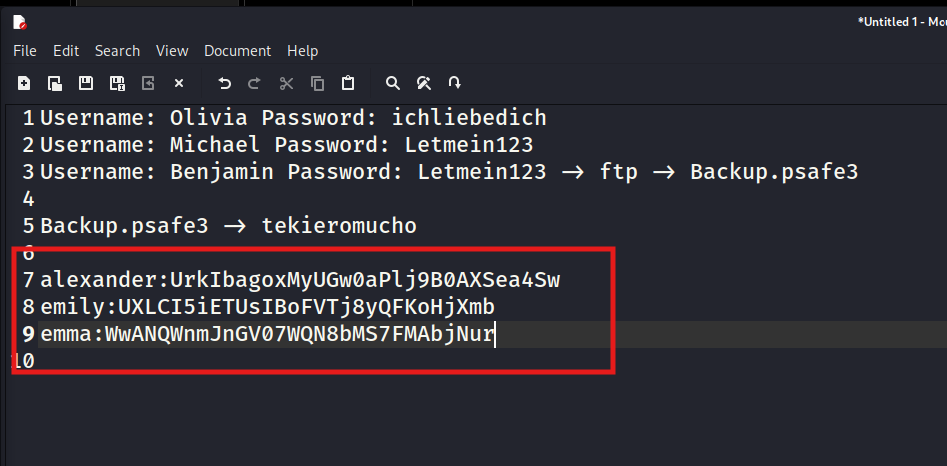 *Untitled 1 - Mou
File Edit Search View Document Help
1 Username: Olivia Password: ichliebedich
2 Username: Michael Password: Letmein123
3 Username: Benjamin Password: Letmein123 -> ftp -> Backup.psafe3
4
5 Backup.psafe3 -> tekieromucho
6
7 alexander:UrkIbagoxMyUGw0aPlj9B0AXSea4Sw
8 emily:UXLCI5iETUsIBoFVTj8yQFKoHjXmb
9 emma:WwANQWnmJnGV07WQN8bMS7FMAbjNur
10